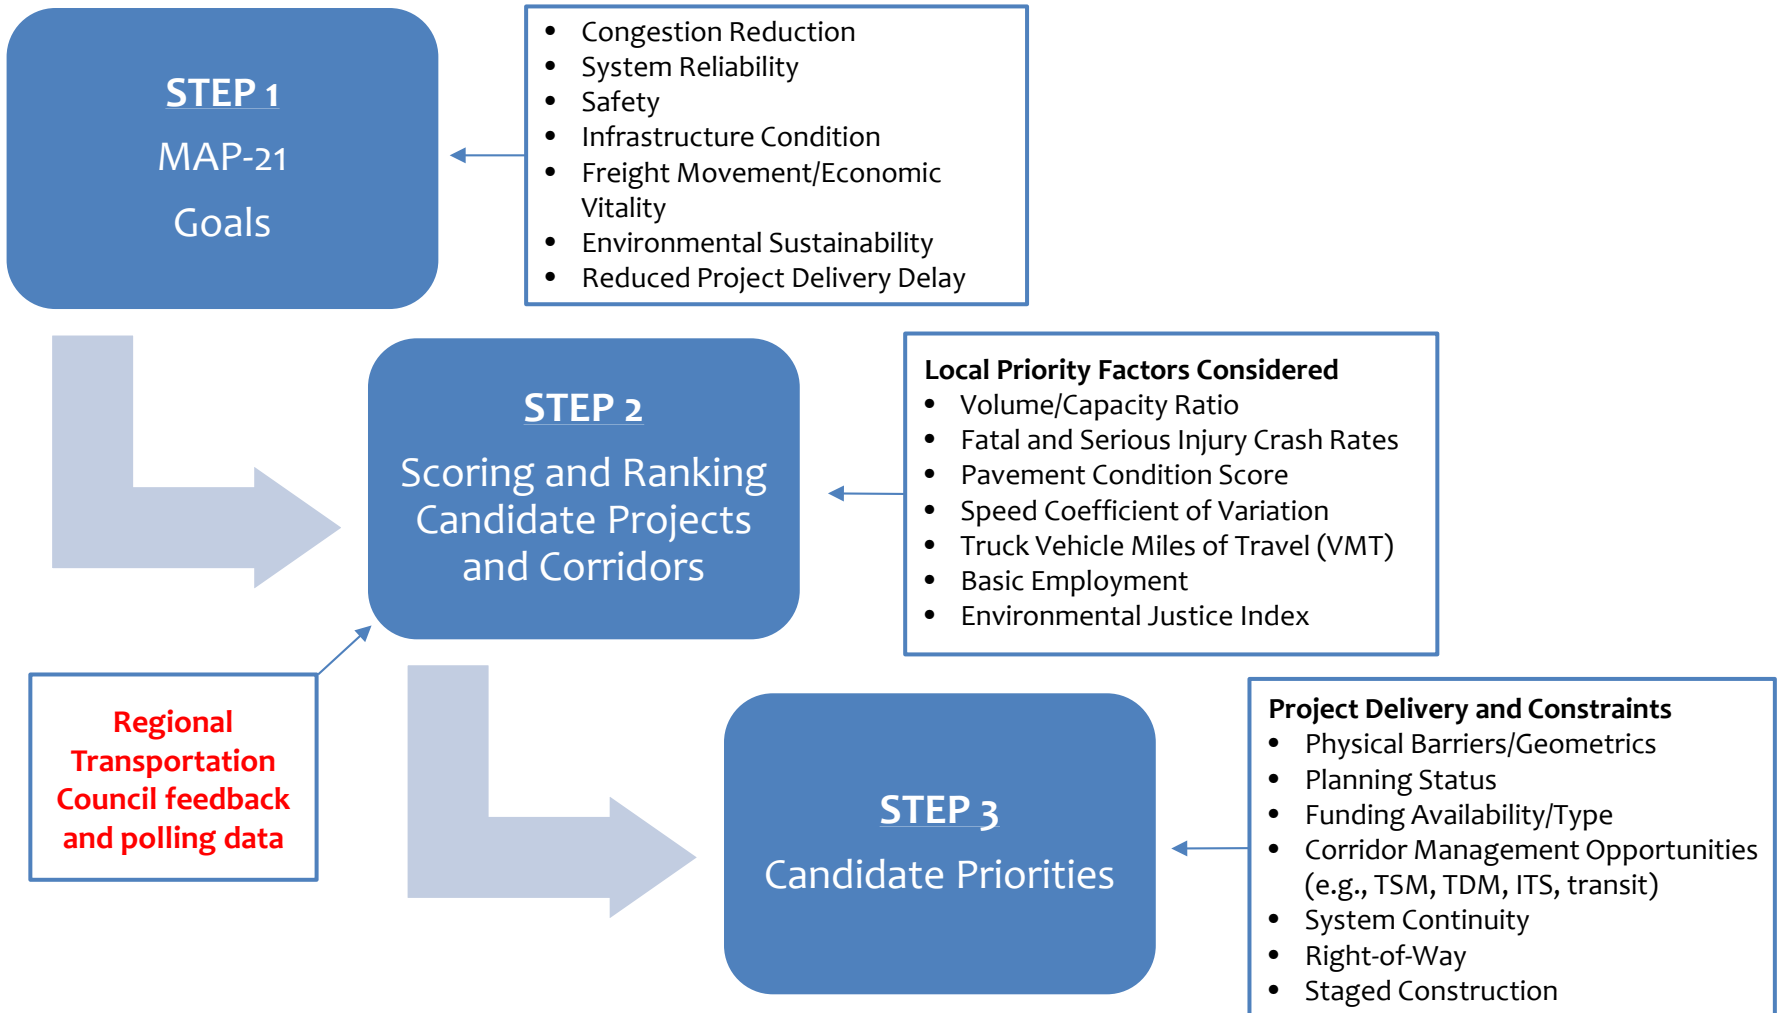 STEP 1
MAP-21
Goals
• Congestion Reduction
• System Reliability
• Safety
• Infrastructure Condition
• Freight Movement/Economic
Vitality
• Environmental Sustainability
• Reduced Project Delivery Delay
STEP 2
Scoring and Ranking
Candidate Projects
and Corridors
Local Priority Factors Considered
• Volume/Capacity Ratio
• Fatal and Serious Injury Crash Rates
• Pavement Condition Score
• Speed Coefficient of Variation
• Truck Vehicle Miles of Travel (VMT)
• Basic Employment
• Environmental Justice Index
Regional
Transportation
Council feedback
and polling data
STEP 3
Candidate Priorities
Project Delivery and Constraints
• Physical Barriers/Geometrics
• Planning Status
• Funding Availability/Type
• Corridor Management Opportunities
(e.g., TSM, TDM, ITS, transit)
• System Continuity
• Right-of-Way
• Staged Construction